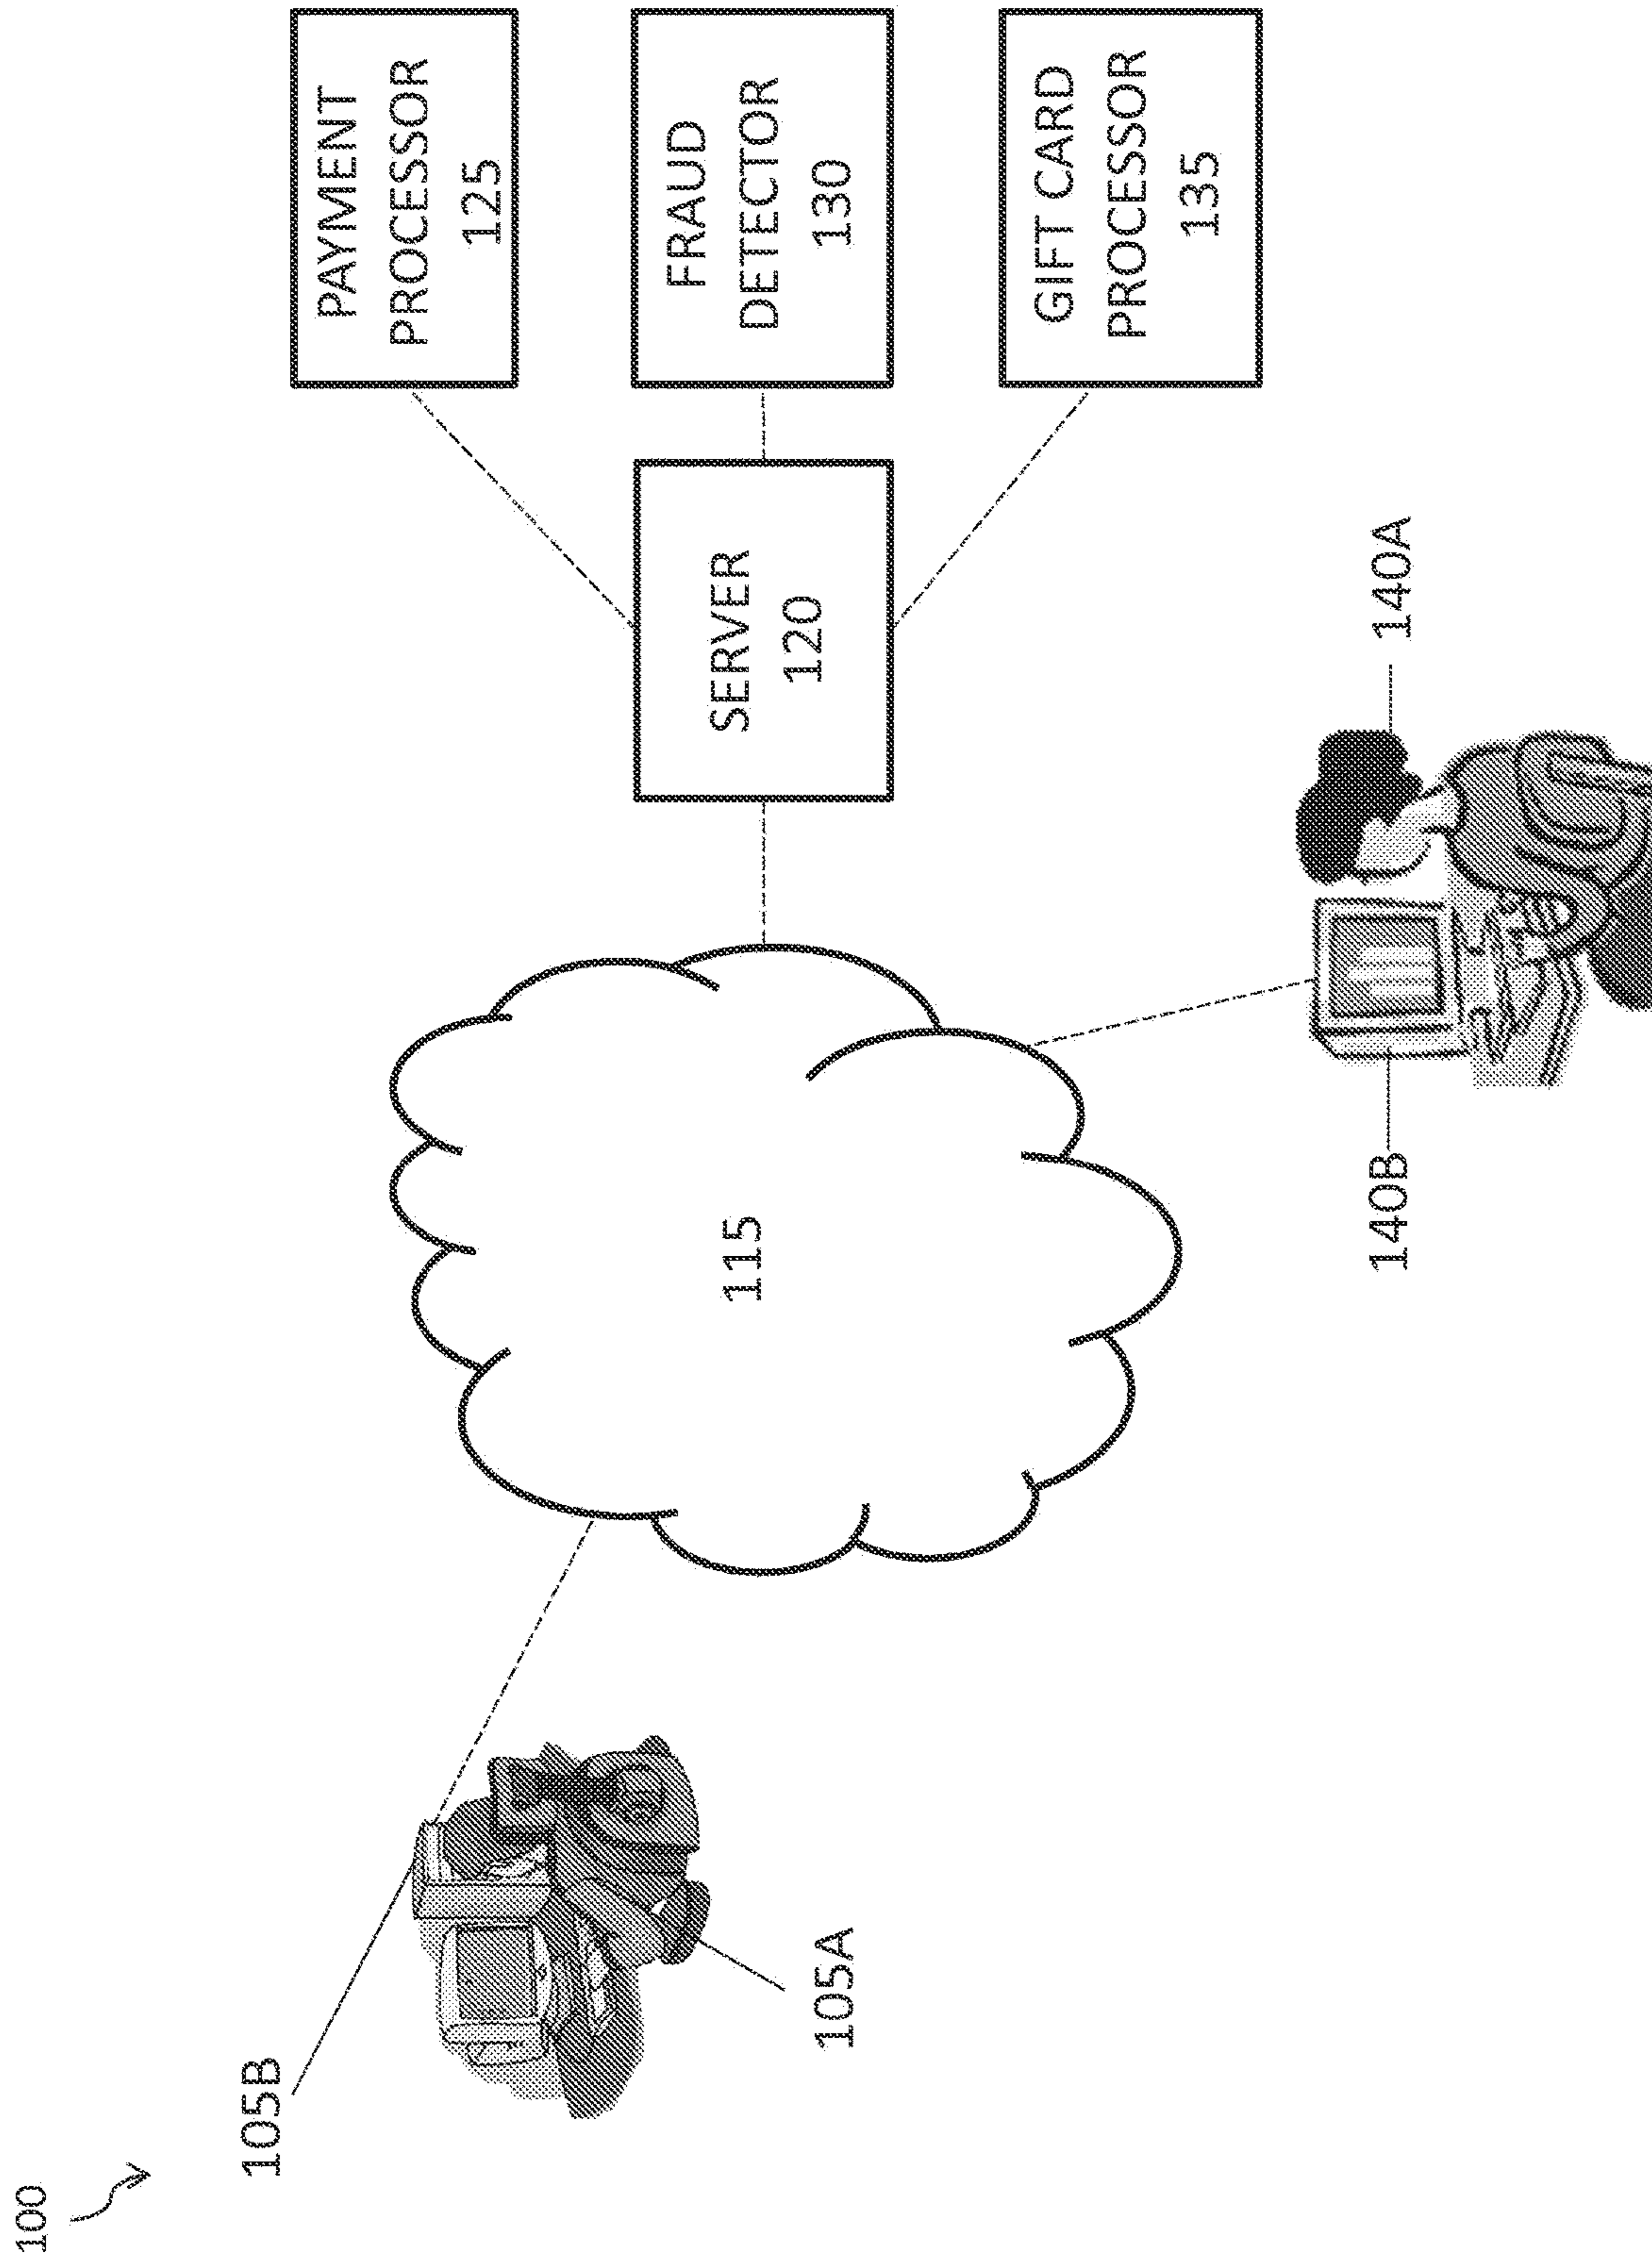 100
105B
105A
115
140B
140A
SERVER
120
PAYMENT
PROCESSOR
125
FRAUD
DETECTOR
130
GIFT CARD
PROCESSOR
135